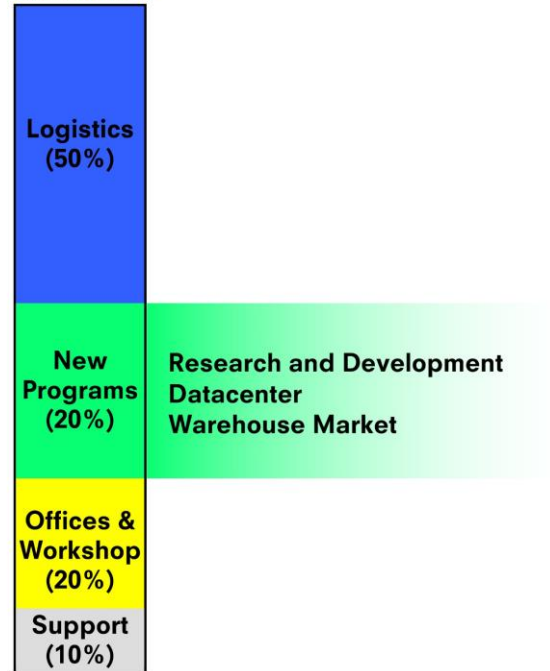 Logistics
(50%)
New
Programs
(20%)
Research and Development
Datacenter
Warehouse Market
Offices &
Workshop
(20%)
Support
(10%)